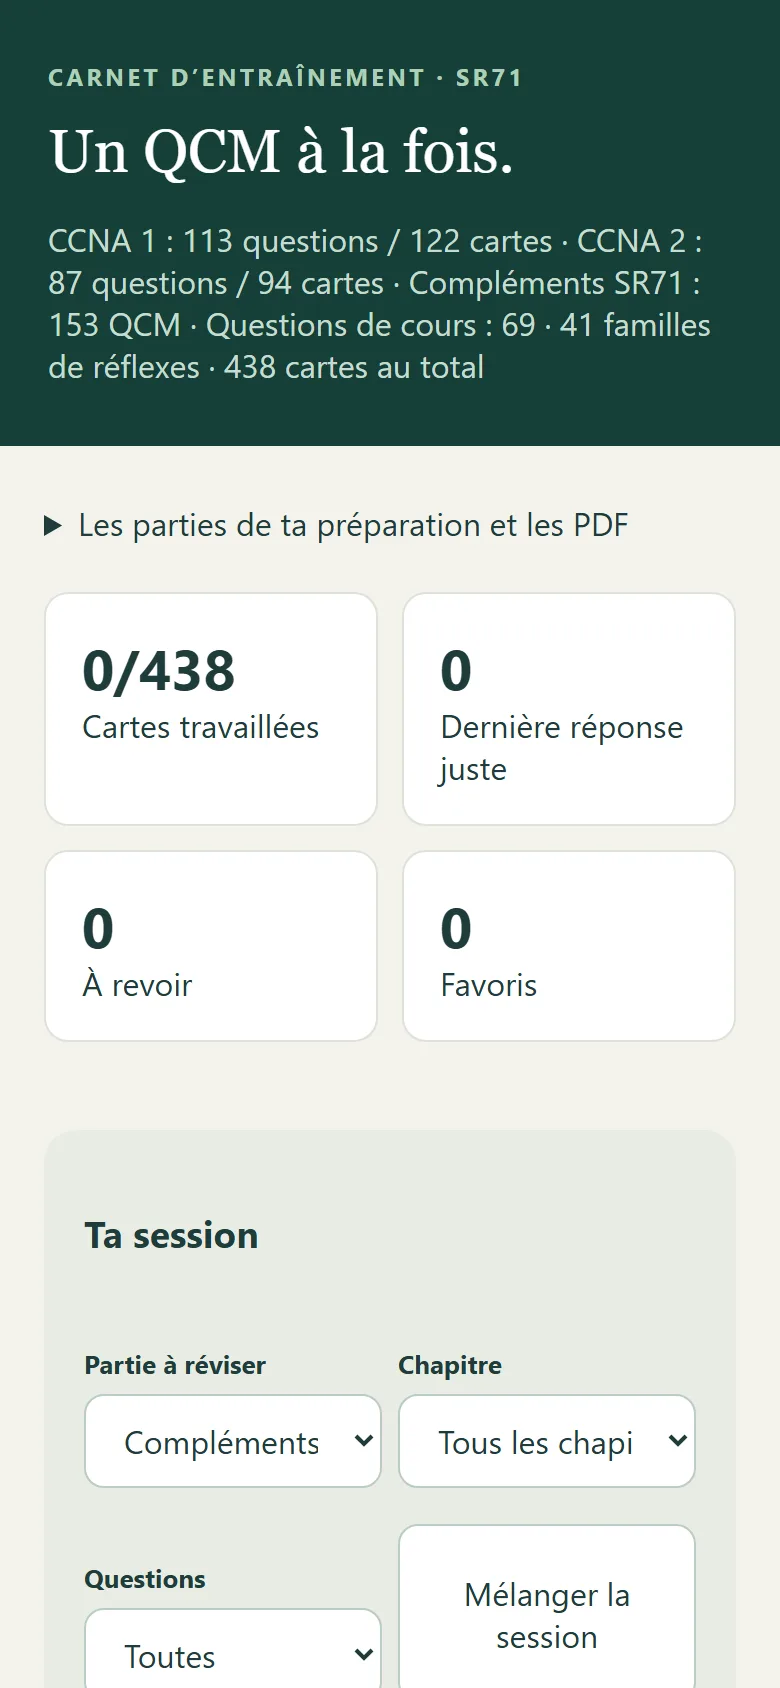 CARNET D’ENTRAÎNEMENT · SR71
Un QCM à la fois.
CCNA 1 : 113 questions / 122 cartes · CCNA 2 :
87 questions / 94 cartes · Compléments SR71 :
153 QCM · Questions de cours : 69 · 41 familles
de réflexes · 438 cartes au total
Les parties de ta préparation et les PDF
0/438
Cartes travaillées
0
Dernière réponse
juste
0
À revoir
0
Favoris
Ta session
Partie à réviser
Compléments
Chapitre
Tous les chapi
Questions
Toutes
Mélanger la
session